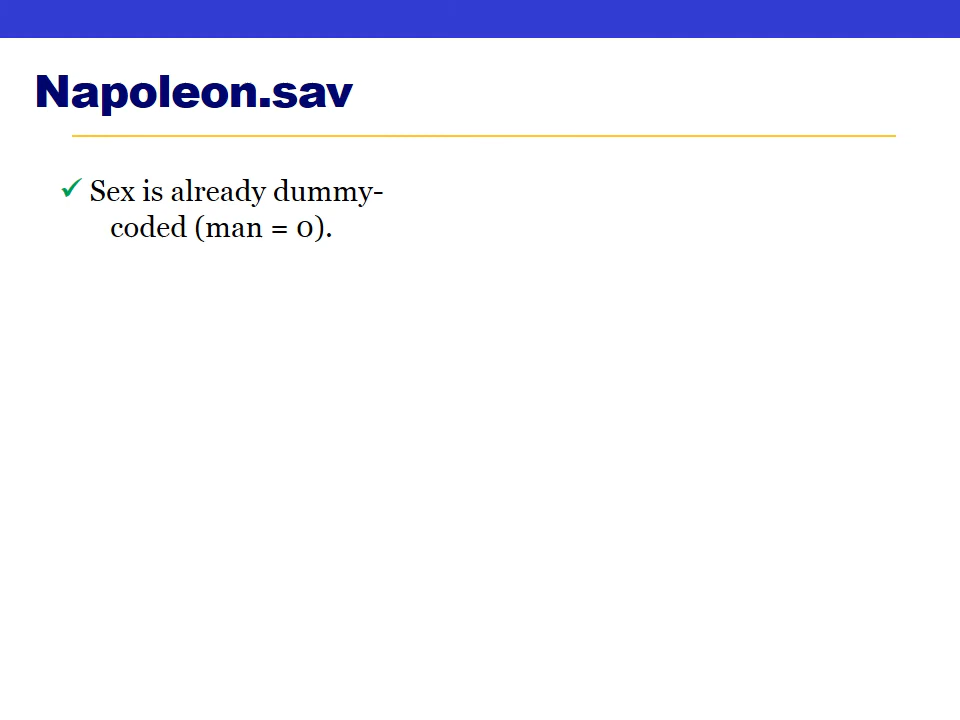 Napoleon.sav
✓ Sex is already dummy-
coded (man = 0).